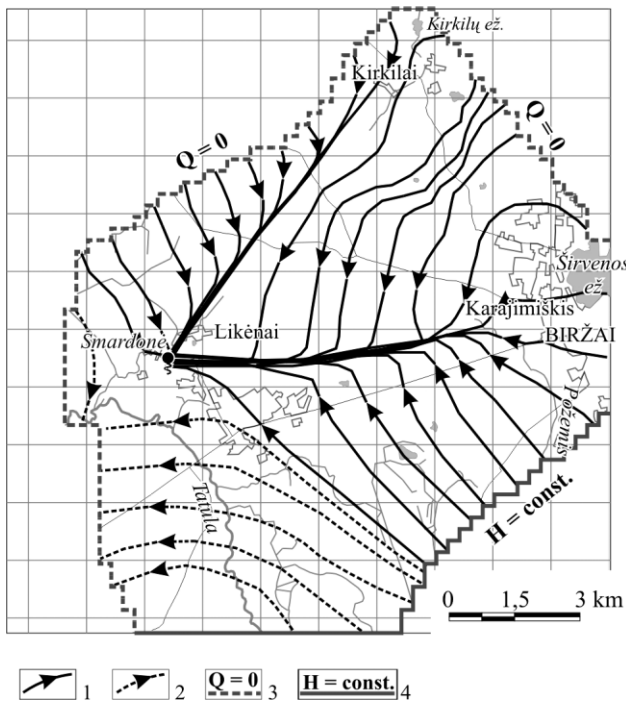 Kirkilų ež.
Kirkilai
Q = 0
Q = 0
Širvenos
ež.
Karajimiškis
Likėnai
Šmardonė
BIRŽAI
Požemis
Tatula
H = const.
0 1,5 3 km
1
2
Q = 0 3
H = const. 4